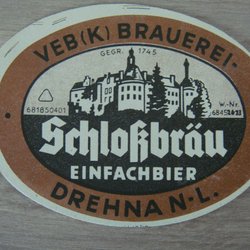 VEB(K) BRAUEREI-
GEGR. 1745
681850401
W.-Nr.
Schloßbräu
EINFACHBIER
DREHNA N-L.